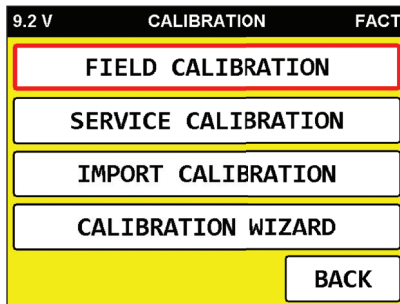 9.2 V CALIBRATION FACT
FIELD CALIBRATION
SERVICE CALIBRATION
IMPORT CALIBRATION
CALIBRATION WIZARD
BACK